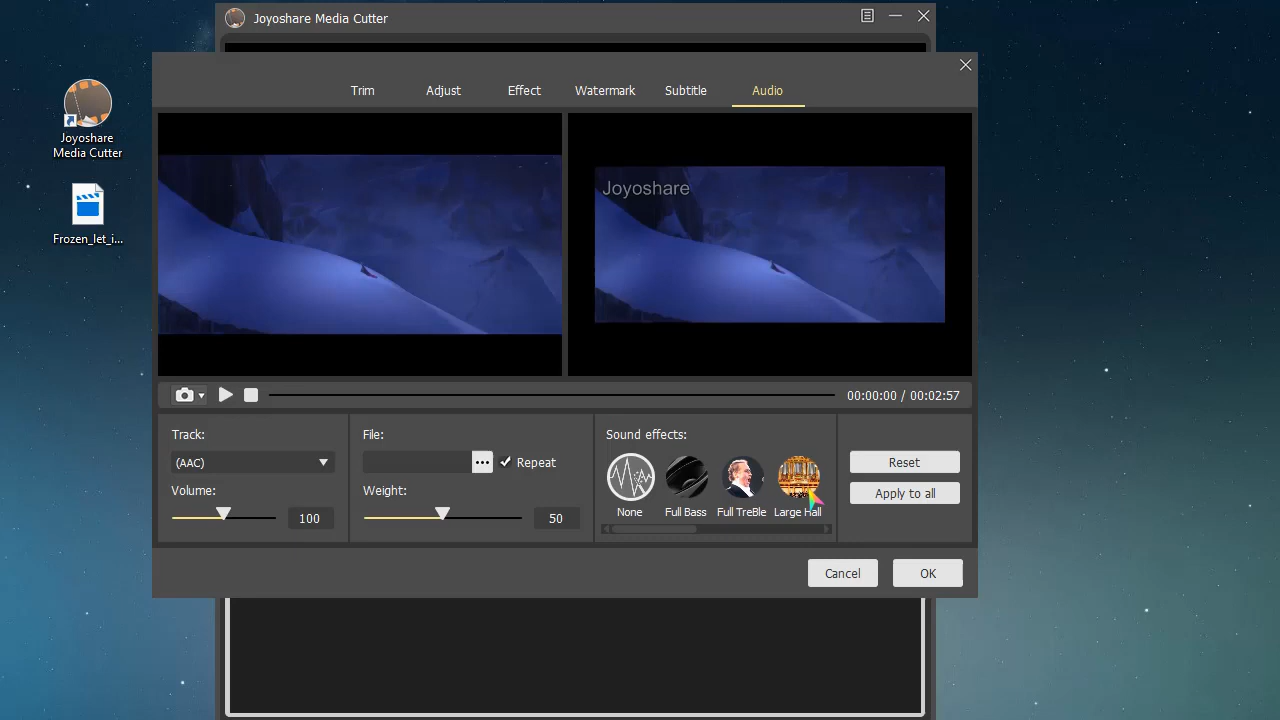 Joyoshare Media Cutter
Trim
Adjust
Effect
Watermark
Subtitle
Audio
Joyoshare
Media Cutter
Frozen_let_i...
Joyoshare
00:00:00 / 00:02:57
Track:
(AAC)
Volume:
100
File:
Repeat
Weight:
50
Sound effects:
None
Full Bass
Full TreBle
Large Hall
Reset
Apply to all
Cancel
OK